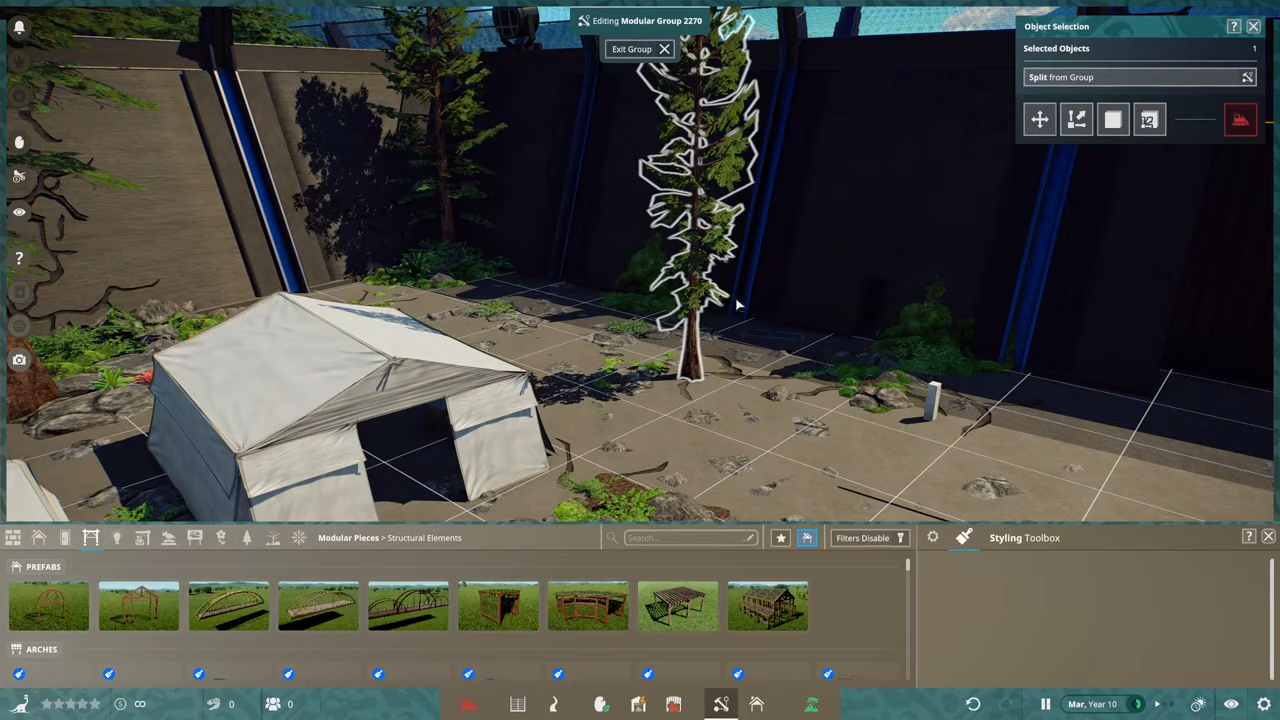 Editing Modular Group 2270
Exit Group
Object Selection
?
Selected Objects 1
Split from Group
12
?
Modular Pieces > Structural Elements
Search...
Filters Disable
Styling Toolbox
?
PREFABS
ARCHES
∞
0
0
Mar, Year 10